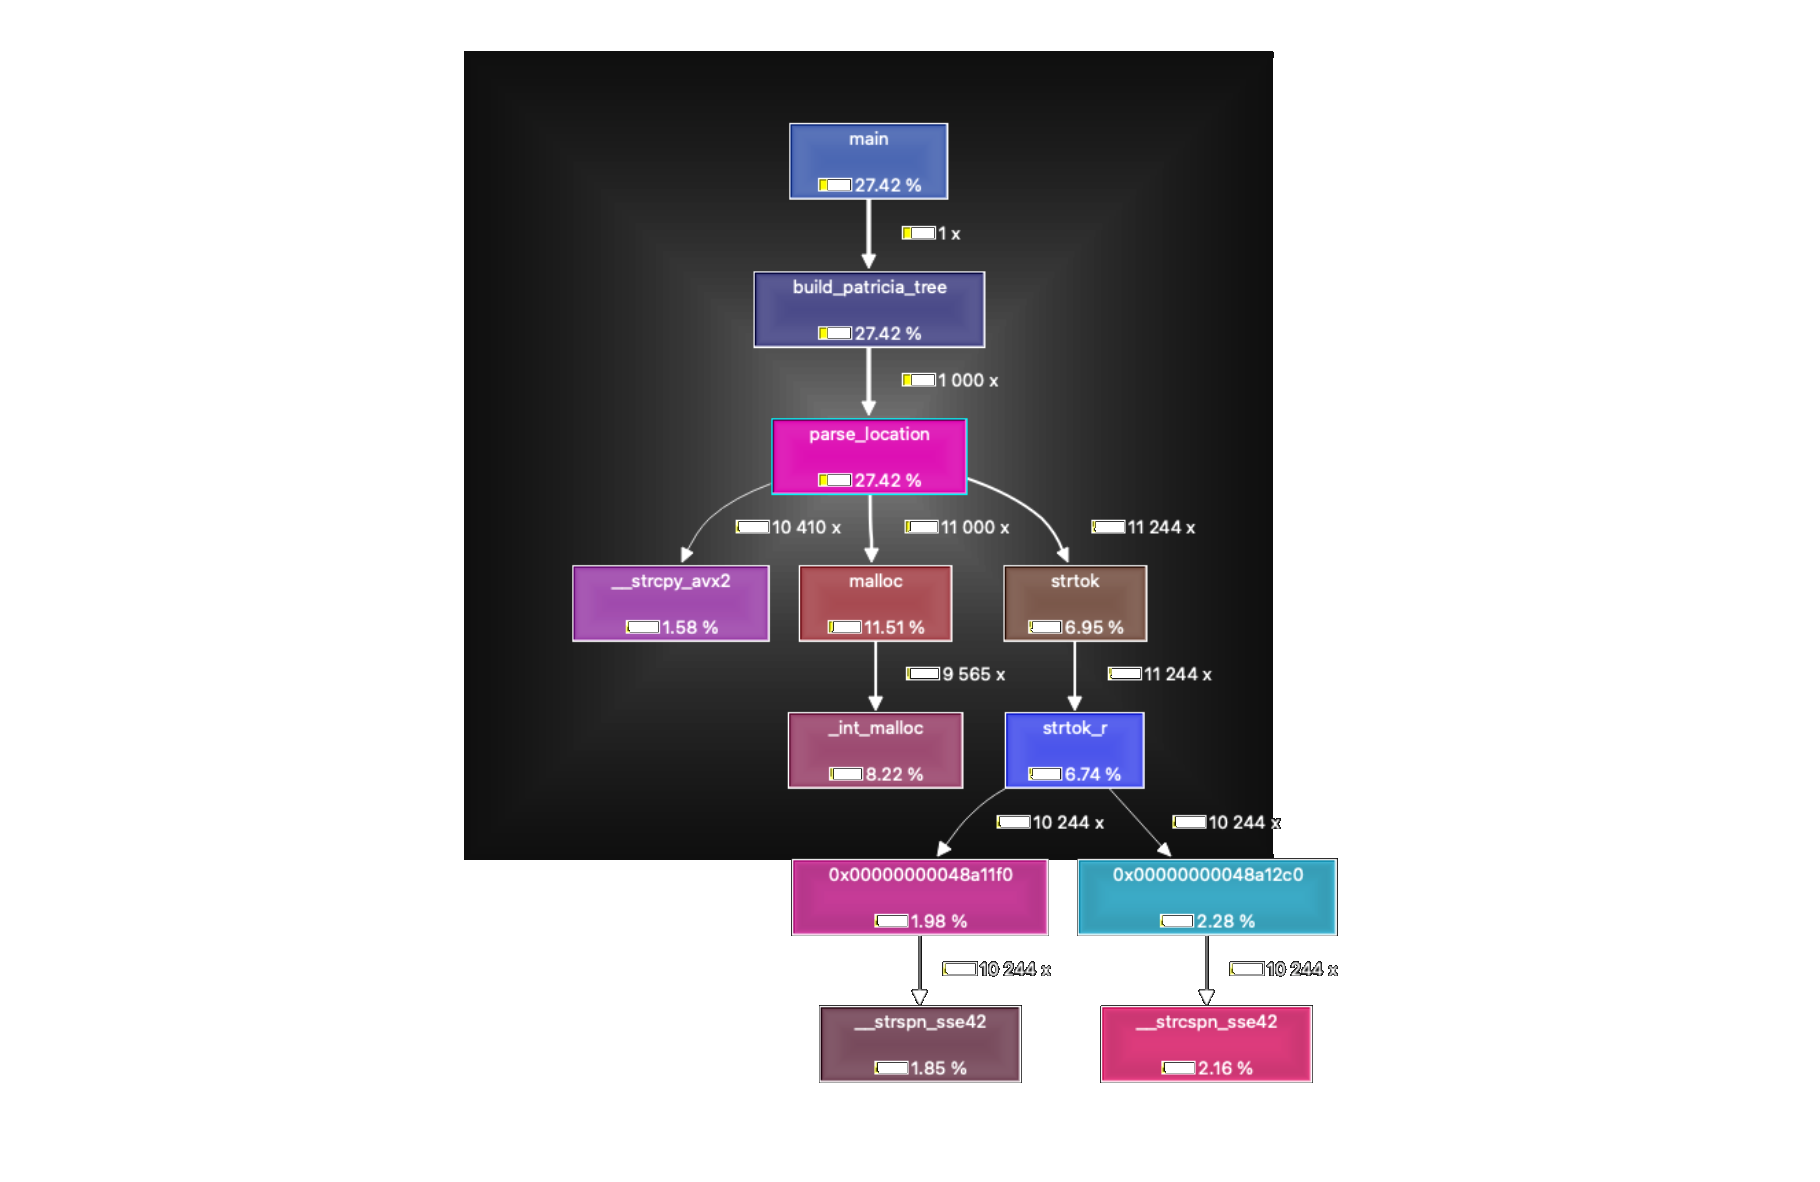 main
27.42 %
1 x
build_patricia_tree
27.42 %
1 000 x
parse_location
27.42 %
10 410 x
11 000 x
11 244 x
__strcpy_avx2
1.58 %
malloc
11.51 %
strtok
6.95 %
9 565 x
11 244 x
_int_malloc
8.22 %
strtok_r
6.74 %
10 244 x
10 244 x
0x00000000048a11f0
1.98 %
0x00000000048a12c0
2.28 %
10 244 x
10 244 x
__strspn_sse42
1.85 %
__strcspn_sse42
2.16 %